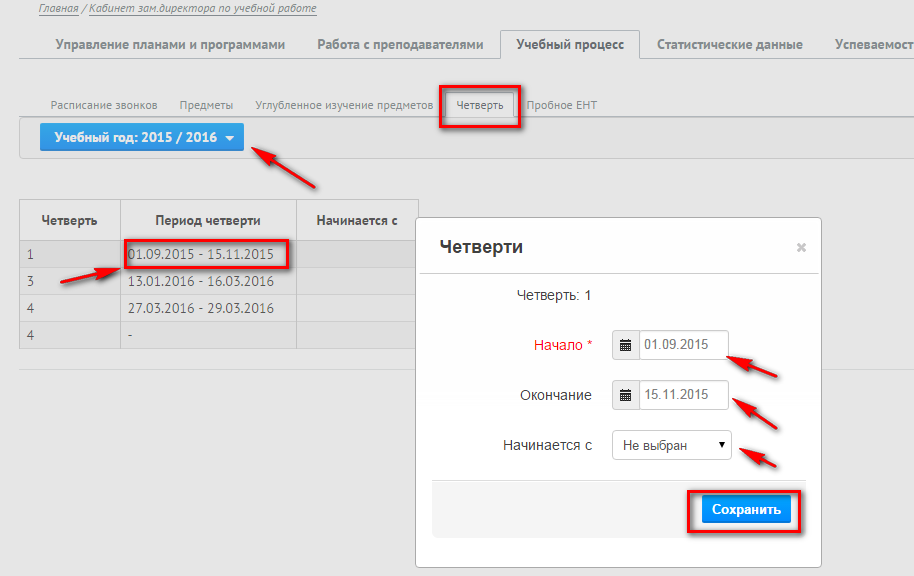 Главная / Кабинет зам.директора по учебной работе
Управление планами и программами Работа с преподавателями Учебный процесс Статистические данные Успеваемост
Расписание звонков Предметы Углубленное изучение предметов Четверть Пробное ЕНТ
Учебный год: 2015 / 2016
Четверть Период четверти Начинается с
1 01.09.2015 - 15.11.2015
3 13.01.2016 - 16.03.2016
4 27.03.2016 - 29.03.2016
4 -
Четверти ×
Четверть: 1
Начало * 01.09.2015
Окончание 15.11.2015
Начинается с Не выбран
Сохранить